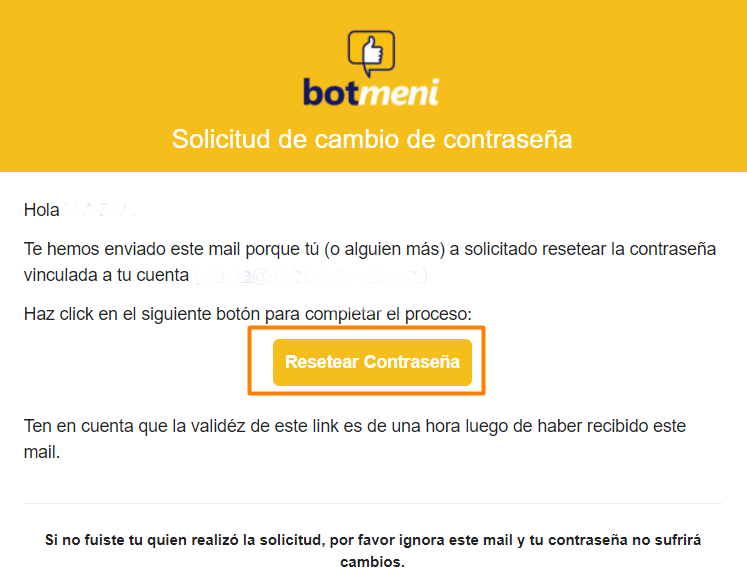 botmeni
Solicitud de cambio de contraseña
Hola
Te hemos enviado este mail porque tú (o alguien más) a solicitado resetear la contraseña
vinculada a tu cuenta
Haz click en el siguiente botón para completar el proceso:
Resetear Contraseña
Ten en cuenta que la validéz de este link es de una hora luego de haber recibido este
mail.
Si no fuiste tu quien realizó la solicitud, por favor ignora este mail y tu contraseña no sufrirá
cambios.